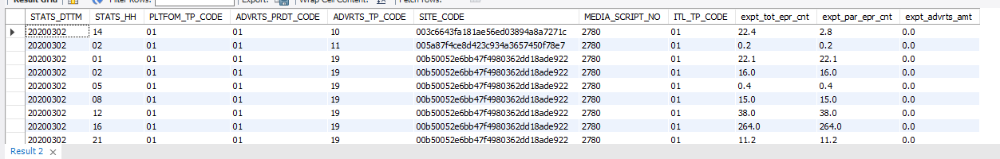 Result Grid Filter Rows: Export: Wrap Cell Content: Fetch rows:
STATS_DTTM STATS_HH PLTFOM_TP_CODE ADVRTS_PRDT_CODE ADVRTS_TP_CODE SITE_CODE MEDIA_SCRIPT_NO ITL_TP_CODE expt_tot_epr_cnt expt_par_epr_cnt expt_advrts_amt
20200302 14 01 01 10 003c6643fa181ae56ed03894a8a7271c 2780 01 22.4 2.8 0.0
20200302 02 01 01 11 005a87f4ce8d423c934a3657450f78e7 2780 01 0.2 0.2 0.0
20200302 01 01 01 19 00b50052e6bb47f4980362dd18ade922 2780 01 22.1 22.1 0.0
20200302 02 01 01 19 00b50052e6bb47f4980362dd18ade922 2780 01 16.0 16.0 0.0
20200302 05 01 01 19 00b50052e6bb47f4980362dd18ade922 2780 01 0.4 0.4 0.0
20200302 08 01 01 19 00b50052e6bb47f4980362dd18ade922 2780 01 15.0 15.0 0.0
20200302 12 01 01 19 00b50052e6bb47f4980362dd18ade922 2780 01 38.0 38.0 0.0
20200302 16 01 01 19 00b50052e6bb47f4980362dd18ade922 2780 01 264.0 264.0 0.0
20200302 21 01 01 19 00b50052e6bb47f4980362dd18ade922 2780 01 11.2 11.2 0.0
Result 2